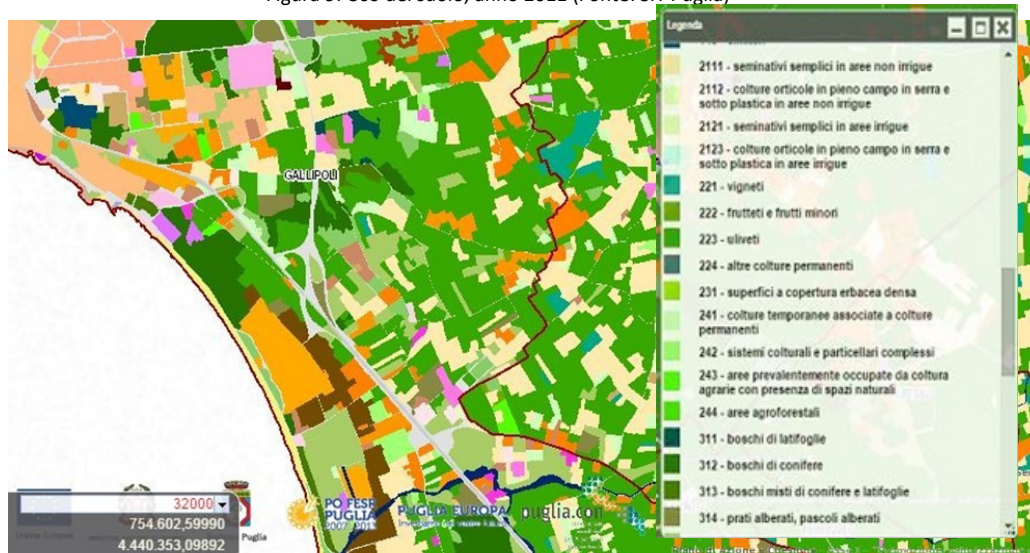 Legenda
2111 - seminativi semplici in aree non irrigue
2112 - colture orticole in pieno campo in serra e
sotto plastica in aree non irrigue
2121 - seminativi semplici in aree irrigue
2123 - colture orticole in pieno campo in serra e
sotto plastica in aree irrigue
221 - vigneti
222 - frutteti e frutti minori
223 - uliveti
224 - altre colture permanenti
231 - superfici a copertura erbacea densa
241 - colture temporanee associate a colture
permanenti
242 - sistemi colturali e particellari complessi
243 - aree prevalentemente occupate da coltura
agrarie con presenza di spazi naturali
244 - aree agroforestali
311 - boschi di latifoglie
312 - boschi di conifere
313 - boschi misti di conifere e latifoglie
314 - prati alberati, pascoli alberati
GALLIPOLI
32000
754.602,59990
4.440.353,09892
Puglia
PO FESR
PUGLIA
PUGLIA EUROPA
puglia.con